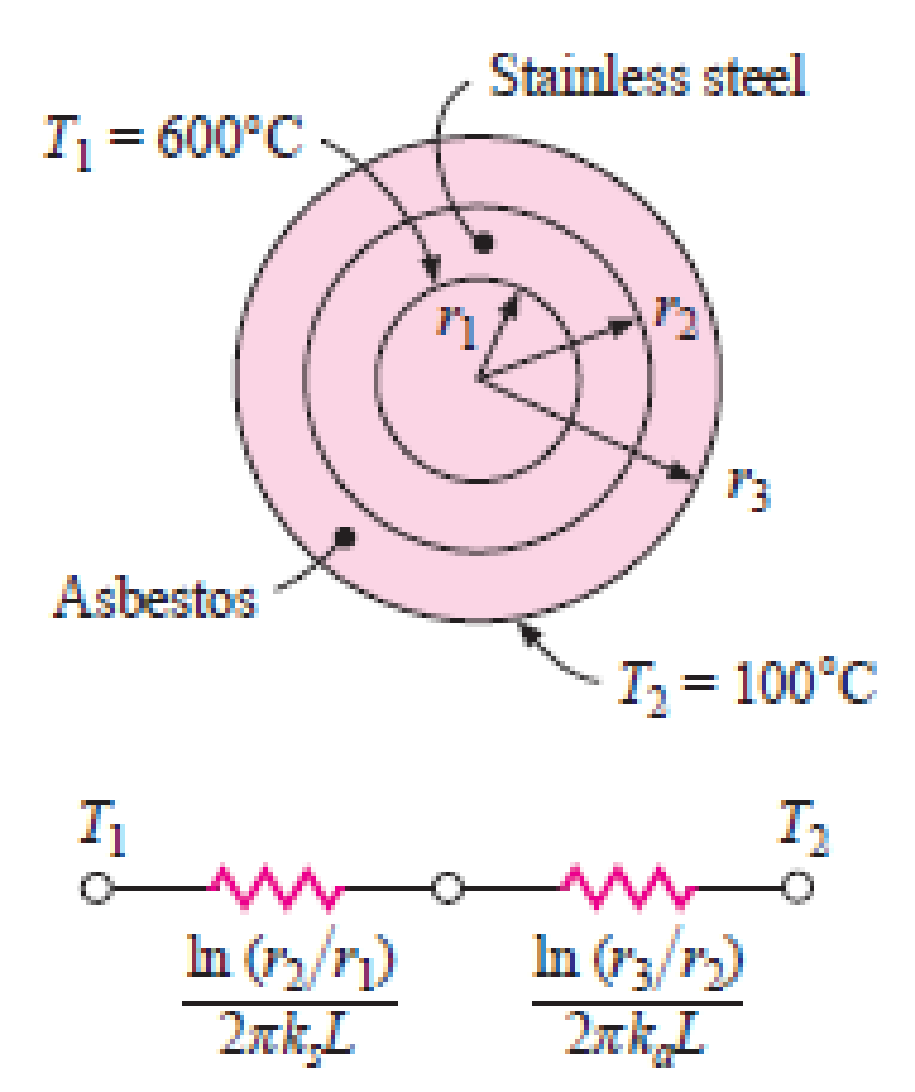 Stainless steel
T₁ = 600°C
r₁
r₂
r₃
Asbestos
T₂ = 100°C
T₁
T₂
ln (r₂/r₁)
2πkₛL
ln (r₃/r₂)
2πkₐL